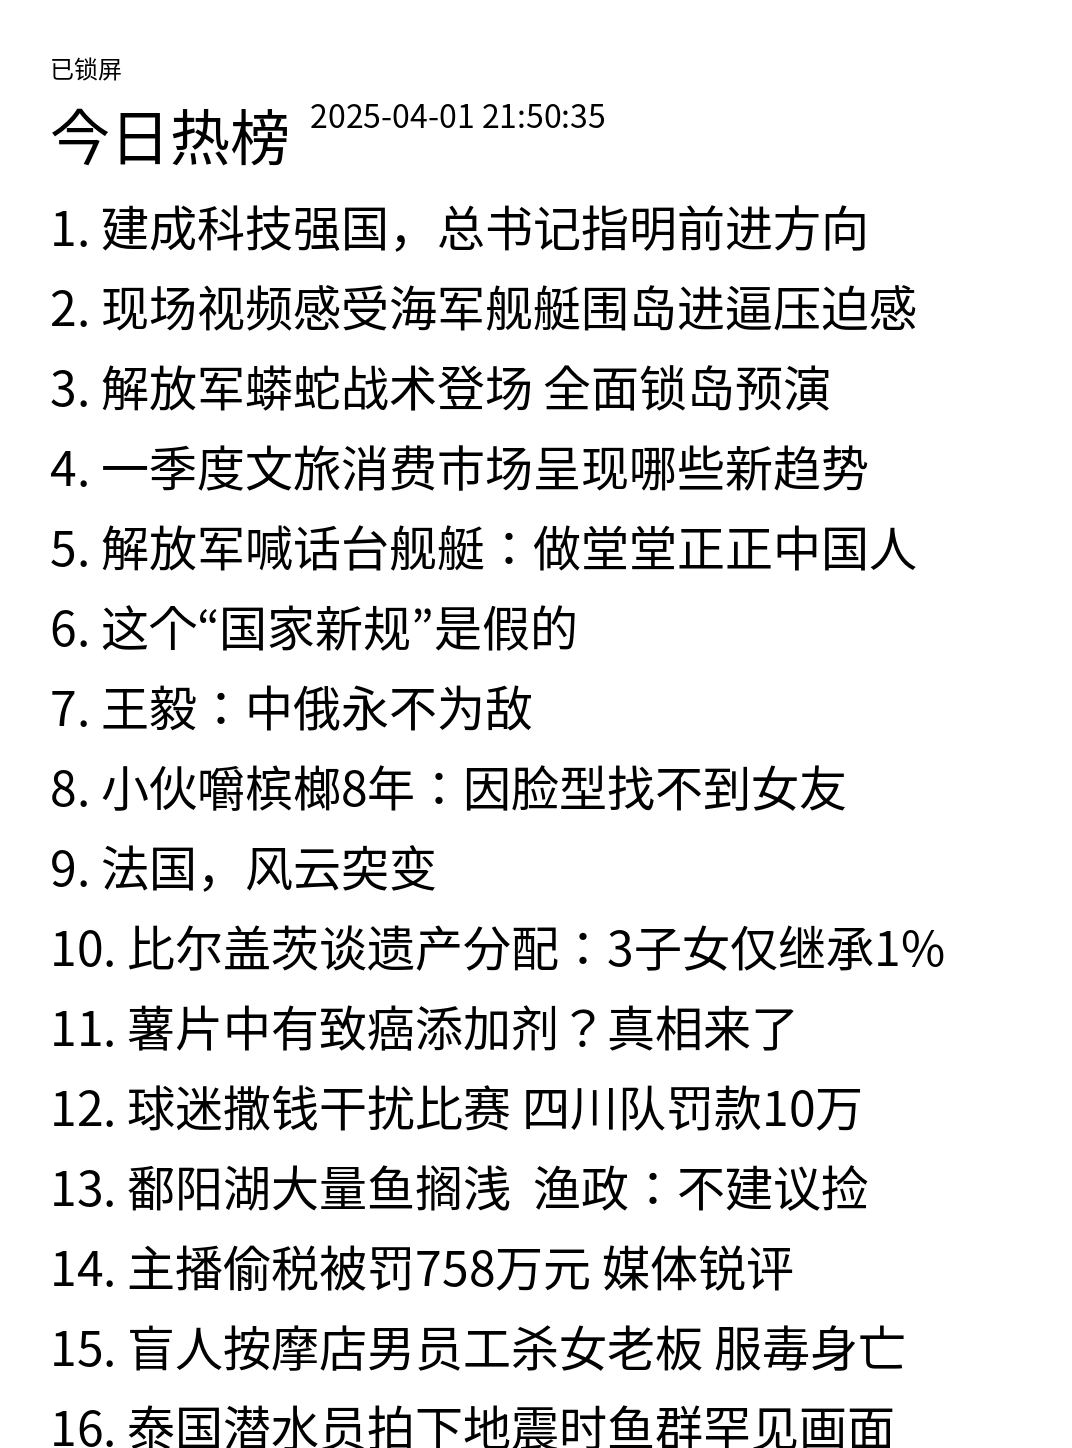 已锁屏
今日热榜 2025-04-01 21:50:35
1. 建成科技强国，总书记指明前进方向
2. 现场视频感受海军舰艇围岛进逼压迫感
3. 解放军蟒蛇战术登场 全面锁岛预演
4. 一季度文旅消费市场呈现哪些新趋势
5. 解放军喊话台舰艇：做堂堂正正中国人
6. 这个“国家新规”是假的
7. 王毅：中俄永不为敌
8. 小伙嚼槟榔8年：因脸型找不到女友
9. 法国，风云突变
10. 比尔盖茨谈遗产分配：3子女仅继承1%
11. 薯片中有致癌添加剂？真相来了
12. 球迷撒钱干扰比赛 四川队罚款10万
13. 鄱阳湖大量鱼搁浅  渔政：不建议捡
14. 主播偷税被罚758万元 媒体锐评
15. 盲人按摩店男员工杀女老板 服毒身亡
16. 泰国潜水员拍下地震时鱼群罕见画面